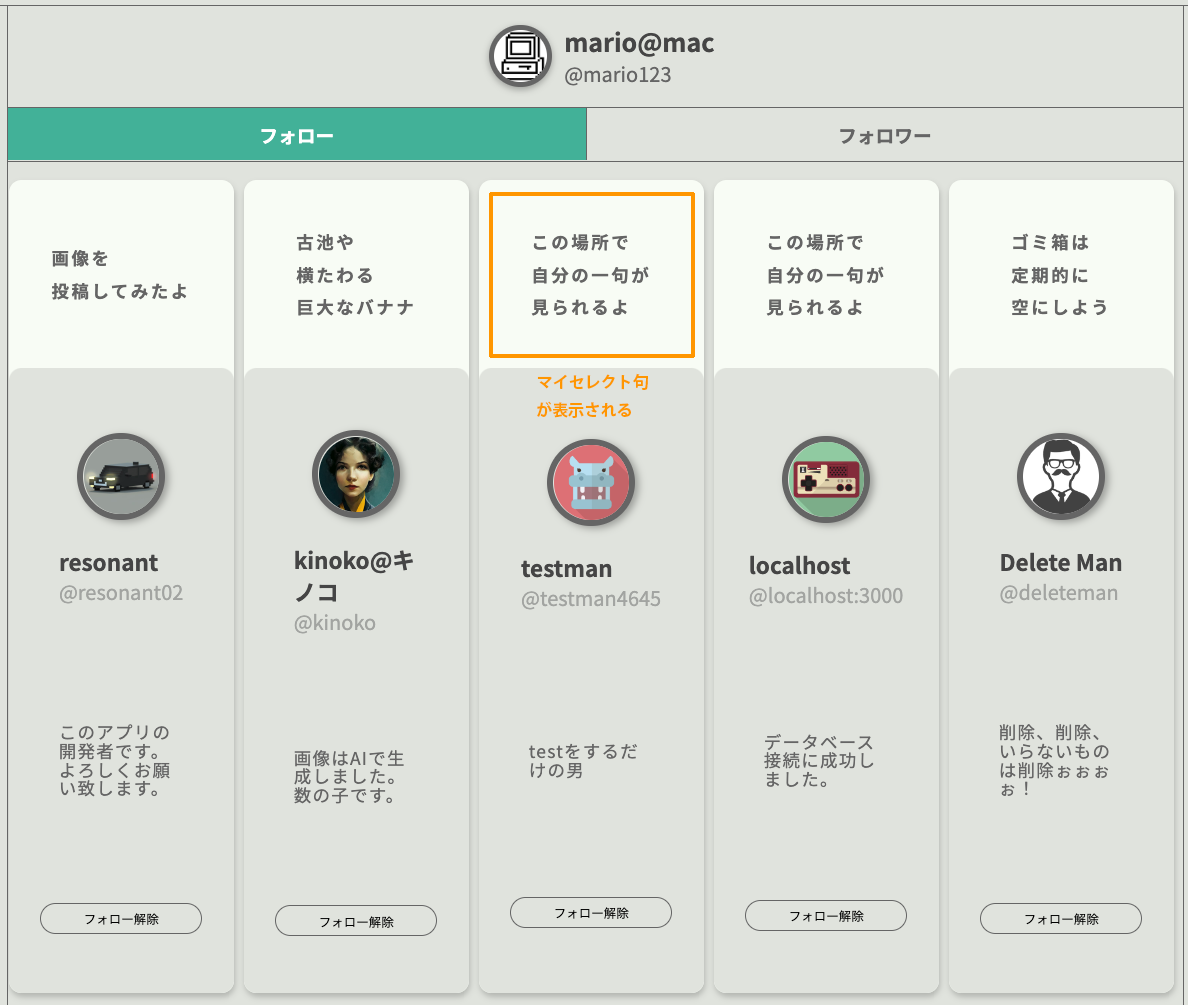 mario@mac
@mario123
フォロー
フォロワー
画像を
投稿してみたよ
古池や
横たわる
巨大なバナナ
この場所で
自分の一句が
見られるよ
この場所で
自分の一句が
見られるよ
ゴミ箱は
定期的に
空にしよう
マイセレクト句
が表示される
resonant
@resonant02
kinoko@キ
ノコ
@kinoko
testman
@testman4645
localhost
@localhost:3000
Delete Man
@deleteman
このアプリの
開発者です。
よろしくお願
い致します。
画像はAIで生
成しました。
数の子です。
testをするだ
けの男
データベース
接続に成功し
ました。
削除、削除、
いらないもの
は削除ぉぉぉ
ぉ！
フォロー解除
フォロー解除
フォロー解除
フォロー解除
フォロー解除